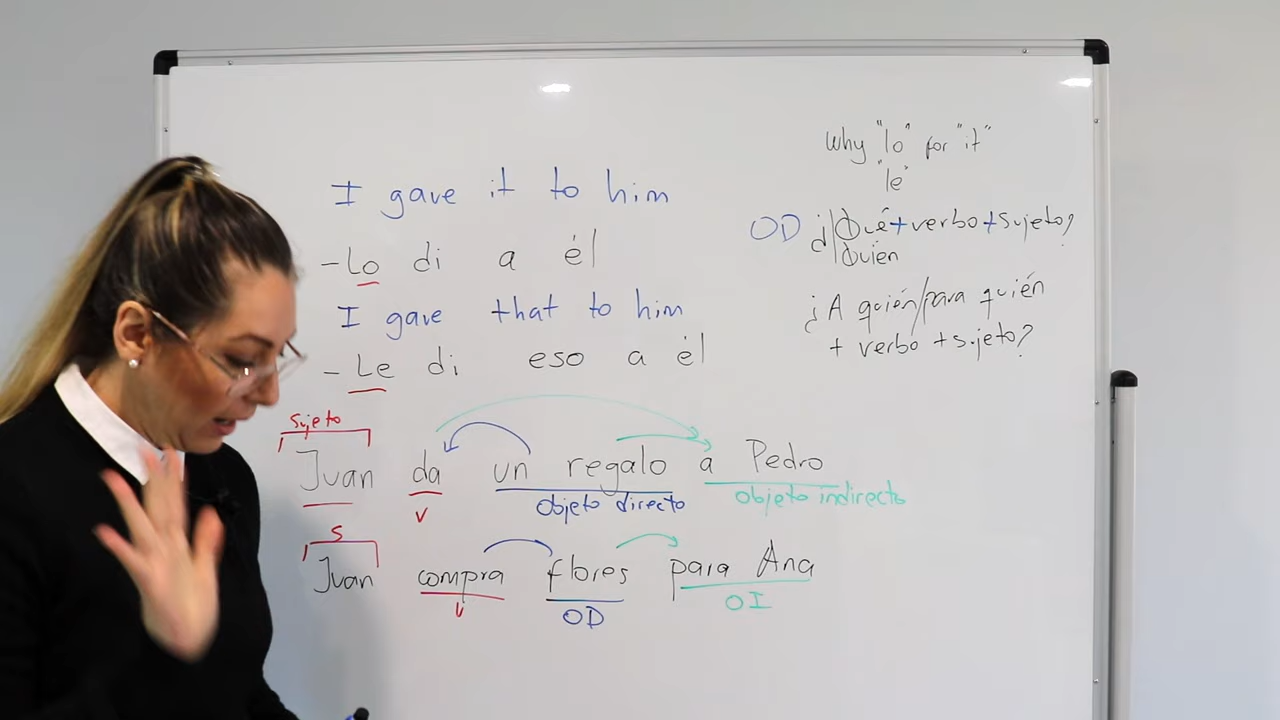 I gave it to him
- Lo di a él
I gave that to him
- Le di eso a él
sujeto
Juan da un regalo a Pedro
v objeto directo objeto indirecto
s
Juan compra flores para Ana
v OD OI
Why "lo" for "it"
"le"
OD ¿/Qué+verbo+sujeto?
Quién
¿A quién/para quién
+ verbo +sujeto?